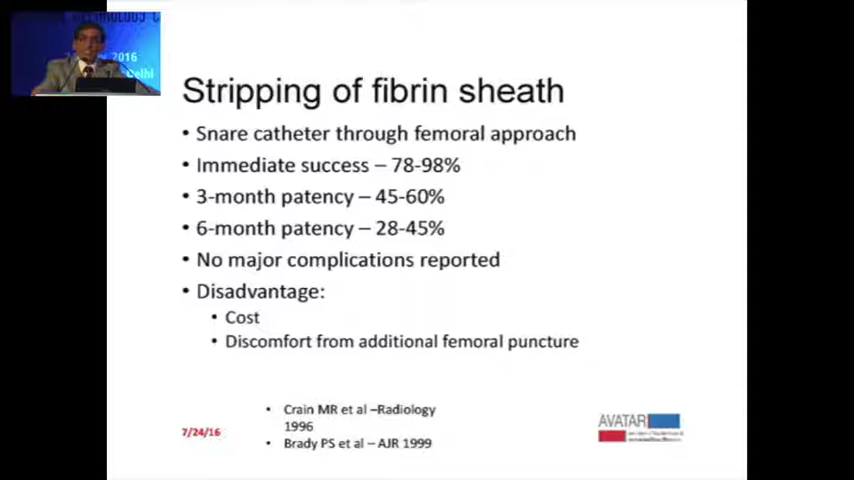 2016
Delhi
Stripping of fibrin sheath
• Snare catheter through femoral approach
• Immediate success – 78-98%
• 3-month patency – 45-60%
• 6-month patency – 28-45%
• No major complications reported
• Disadvantage:
• Cost
• Discomfort from additional femoral puncture
• Crain MR et al –Radiology
1996
• Brady PS et al – AJR 1999
7/24/16
AVATAR